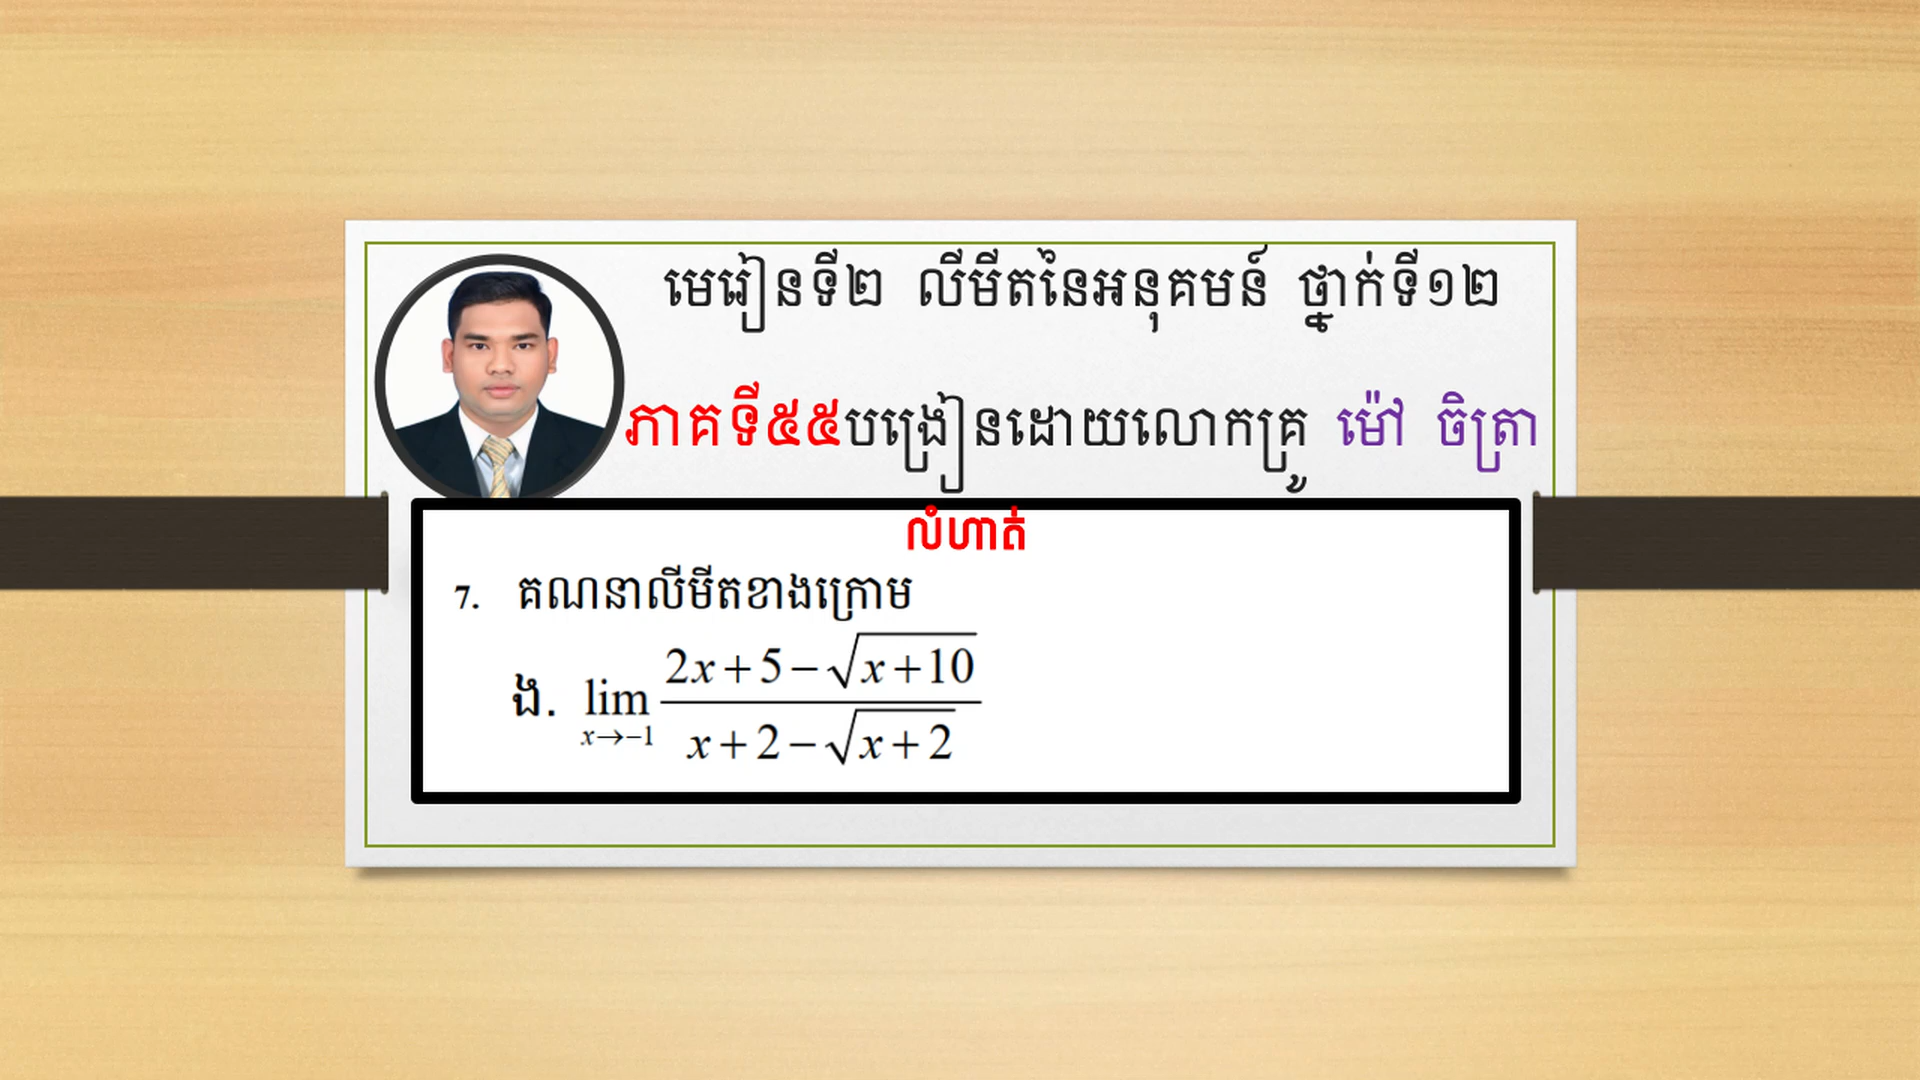 មេរៀនទី២ លីមីតនៃអនុគមន៍ ថ្នាក់ទី១២
ភាគទី៥៥បង្រៀនដោយលោកគ្រូ ម៉ៅ ចិត្រា
លំហាត់
7. គណនាលីមីតខាងក្រោម
ង. lim x→−1 (2x+5−√(x+10))/(x+2−√(x+2))